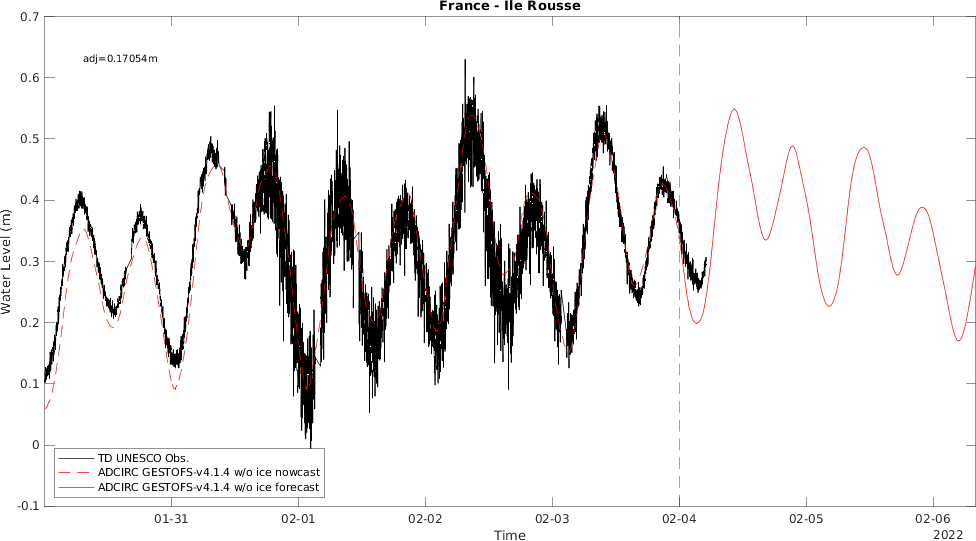 France - Ile Rousse
adj=0.17054m
0.7
0.6
0.5
0.4
0.3
0.2
0.1
0
-0.1
Water Level (m)
TD UNESCO Obs.
ADCIRC GESTOFS-v4.1.4 w/o ice nowcast
ADCIRC GESTOFS-v4.1.4 w/o ice forecast
01-31 02-01 02-02 02-03 02-04 02-05 02-06
Time
2022